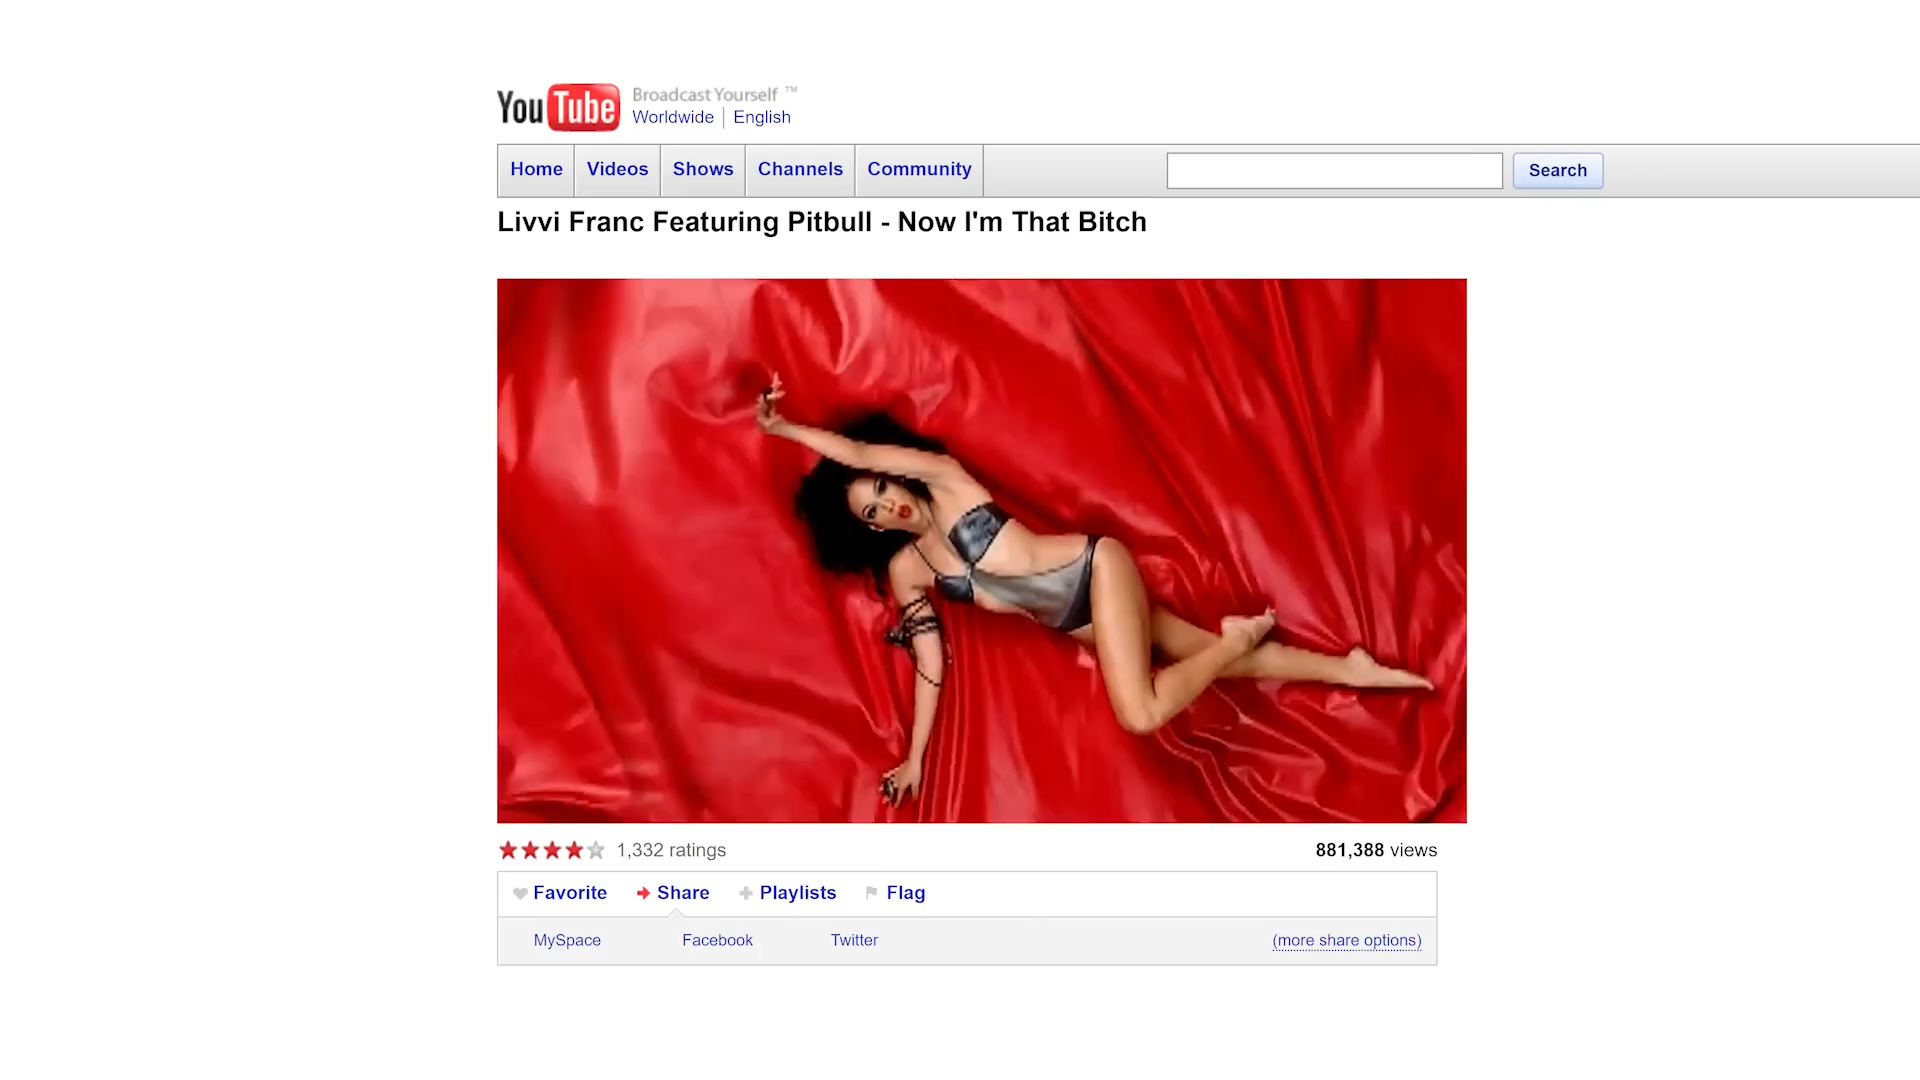 YouTube Broadcast Yourself ™
Worldwide | English
Home Videos Shows Channels Community Search
Livvi Franc Featuring Pitbull - Now I'm That Bitch
1,332 ratings 881,388 views
Favorite Share Playlists Flag
MySpace Facebook Twitter (more share options)